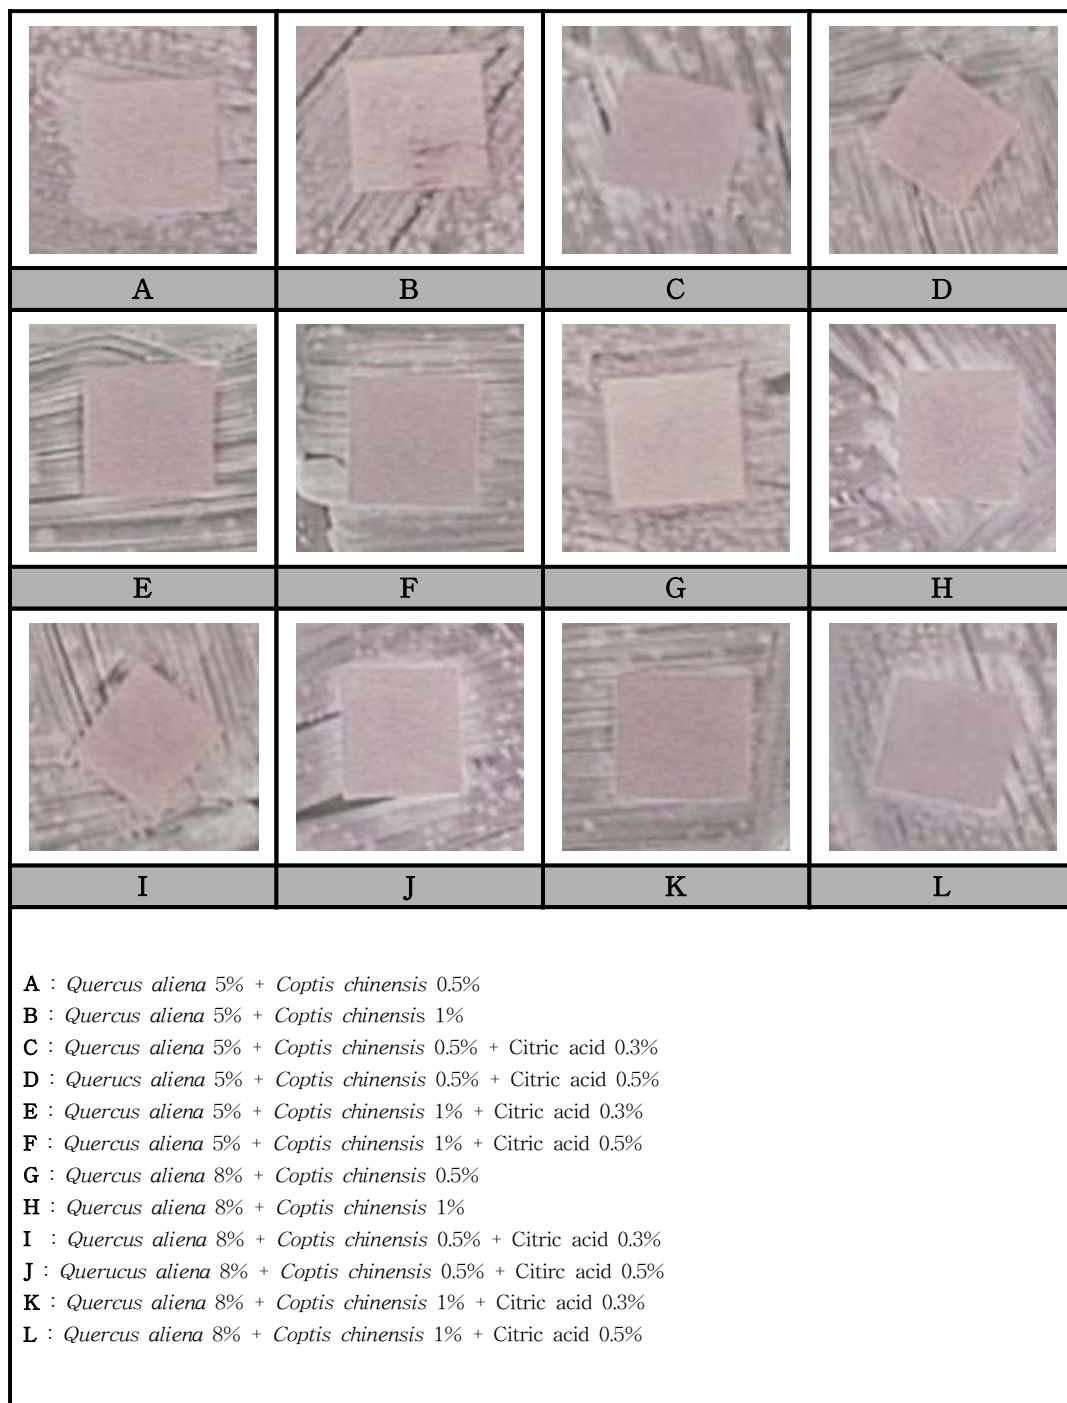 A B C D
E F G H
I J K L
A : Quercus aliena 5% + Coptis chinensis 0.5%
B : Quercus aliena 5% + Coptis chinensis 1%
C : Quercus aliena 5% + Coptis chinensis 0.5% + Citric acid 0.3%
D : Querucs aliena 5% + Coptis chinensis 0.5% + Citric acid 0.5%
E : Quercus aliena 5% + Coptis chinensis 1% + Citric acid 0.3%
F : Quercus aliena 5% + Coptis chinensis 1% + Citric acid 0.5%
G : Quercus aliena 8% + Coptis chinensis 0.5%
H : Quercus aliena 8% + Coptis chinensis 1%
I : Quercus aliena 8% + Coptis chinensis 0.5% + Citric acid 0.3%
J : Querucus aliena 8% + Coptis chinensis 0.5% + Citirc acid 0.5%
K : Quercus aliena 8% + Coptis chinensis 1% + Citric acid 0.3%
L : Quercus aliena 8% + Coptis chinensis 1% + Citric acid 0.5%